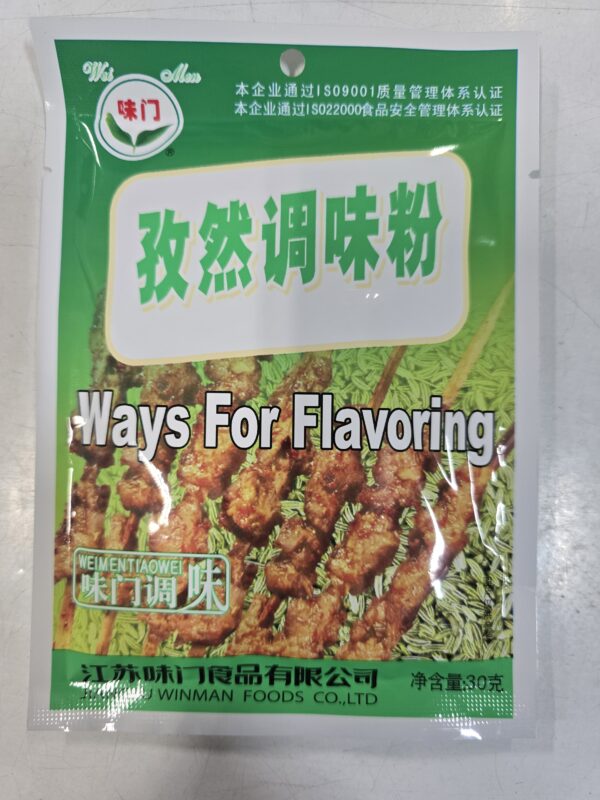 Wei Men
味门
®
本企业通过ISO9001质量管理体系认证
本企业通过ISO22000食品安全管理体系认证
孜然调味粉
Ways For Flavoring
WEIMENTIAOWEI
味门调味
江苏味门食品有限公司
WINMAN FOODS CO.,LTD
净含量:30克